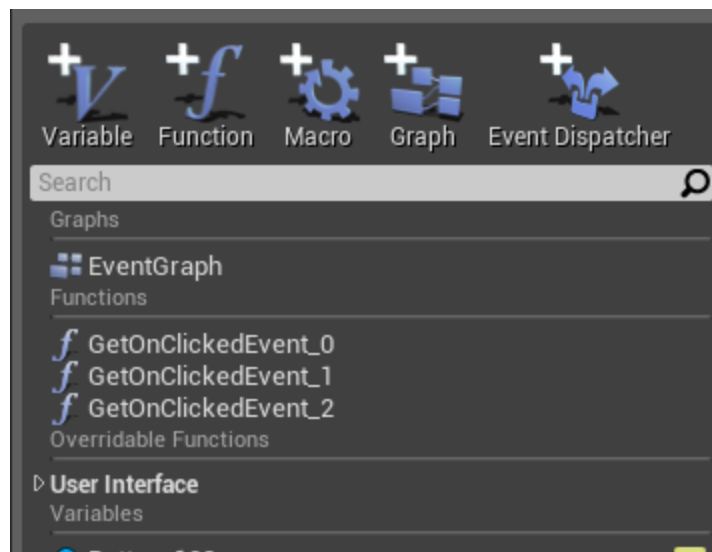 Variable Function Macro Graph Event Dispatcher
Search
Graphs
EventGraph
Functions
GetOnClickedEvent_0
GetOnClickedEvent_1
GetOnClickedEvent_2
Overridable Functions
User Interface
Variables